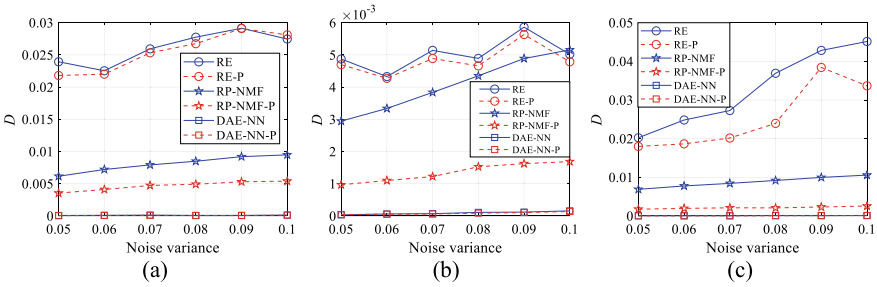 0.03
0.025
0.02
0.015
0.01
0.005
0
D
RE
RE-P
RP-NMF
RP-NMF-P
DAE-NN
DAE-NN-P
0.05 0.06 0.07 0.08 0.09 0.1
Noise variance
(a)
6 ×10⁻³
5
4
3
2
1
0
D
RE
RE-P
RP-NMF
RP-NMF-P
DAE-NN
DAE-NN-P
0.05 0.06 0.07 0.08 0.09 0.1
Noise variance
(b)
0.05
0.04
0.03
0.02
0.01
0
D
RE
RE-P
RP-NMF
RP-NMF-P
DAE-NN
DAE-NN-P
0.05 0.06 0.07 0.08 0.09 0.1
Noise variance
(c)